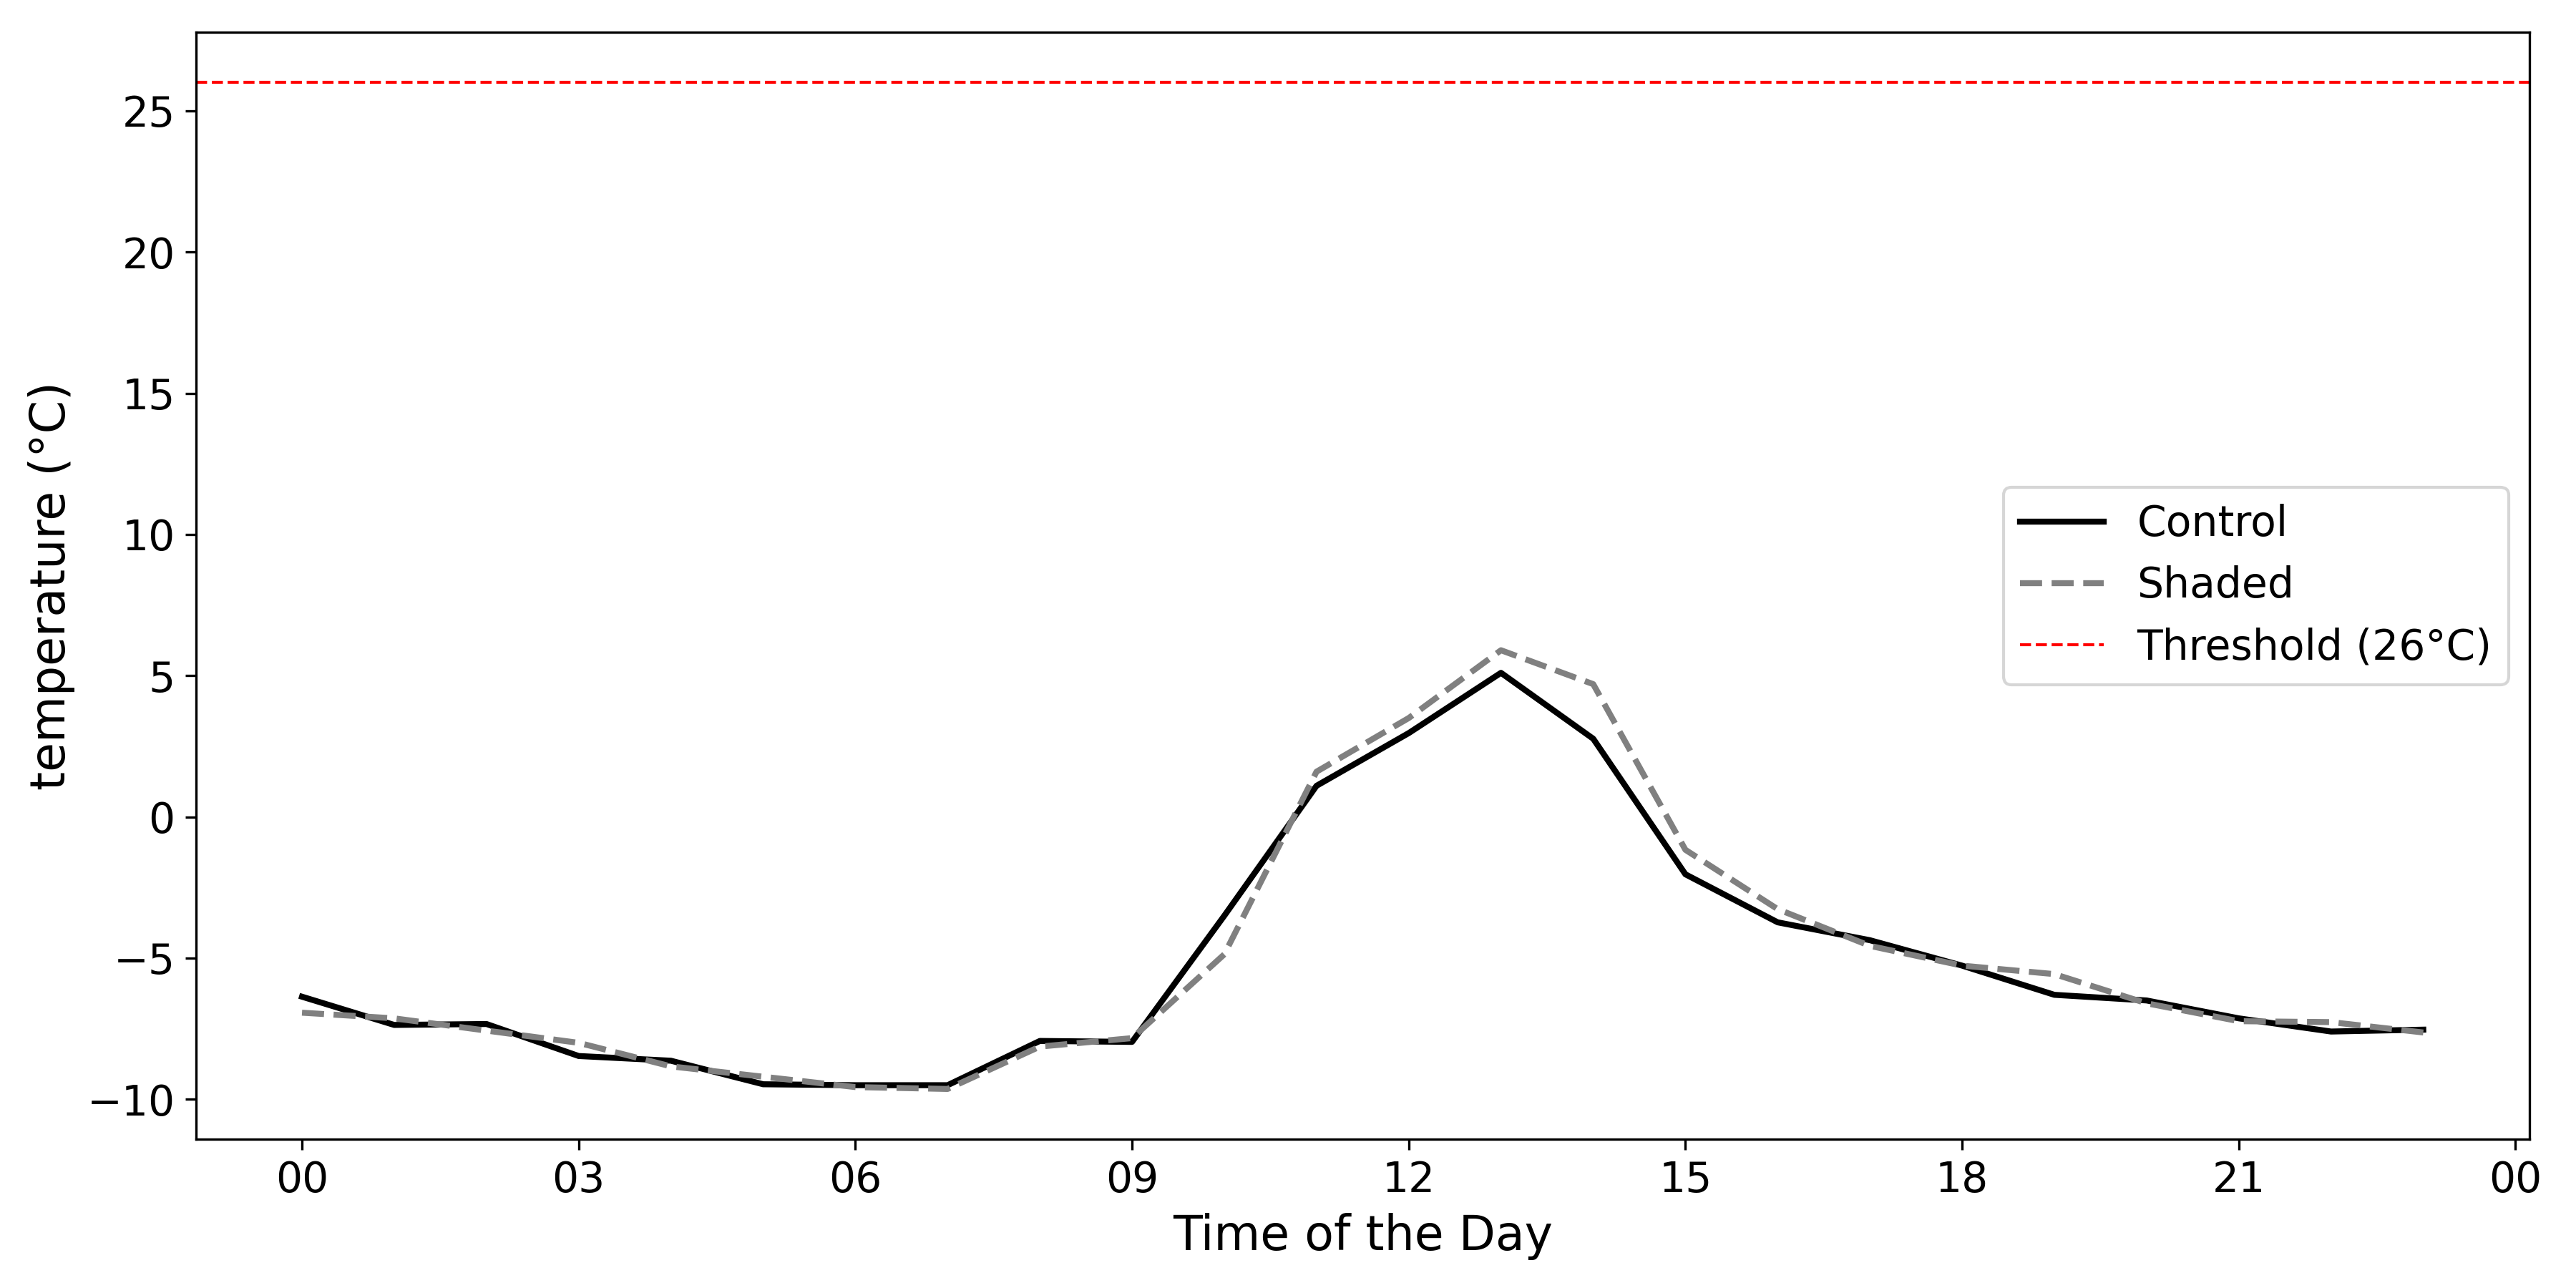 25
20
15
10
5
0
−5
−10
temperature (°C)
Control
Shaded
Threshold (26°C)
00 03 06 09 12 15 18 21 00
Time of the Day